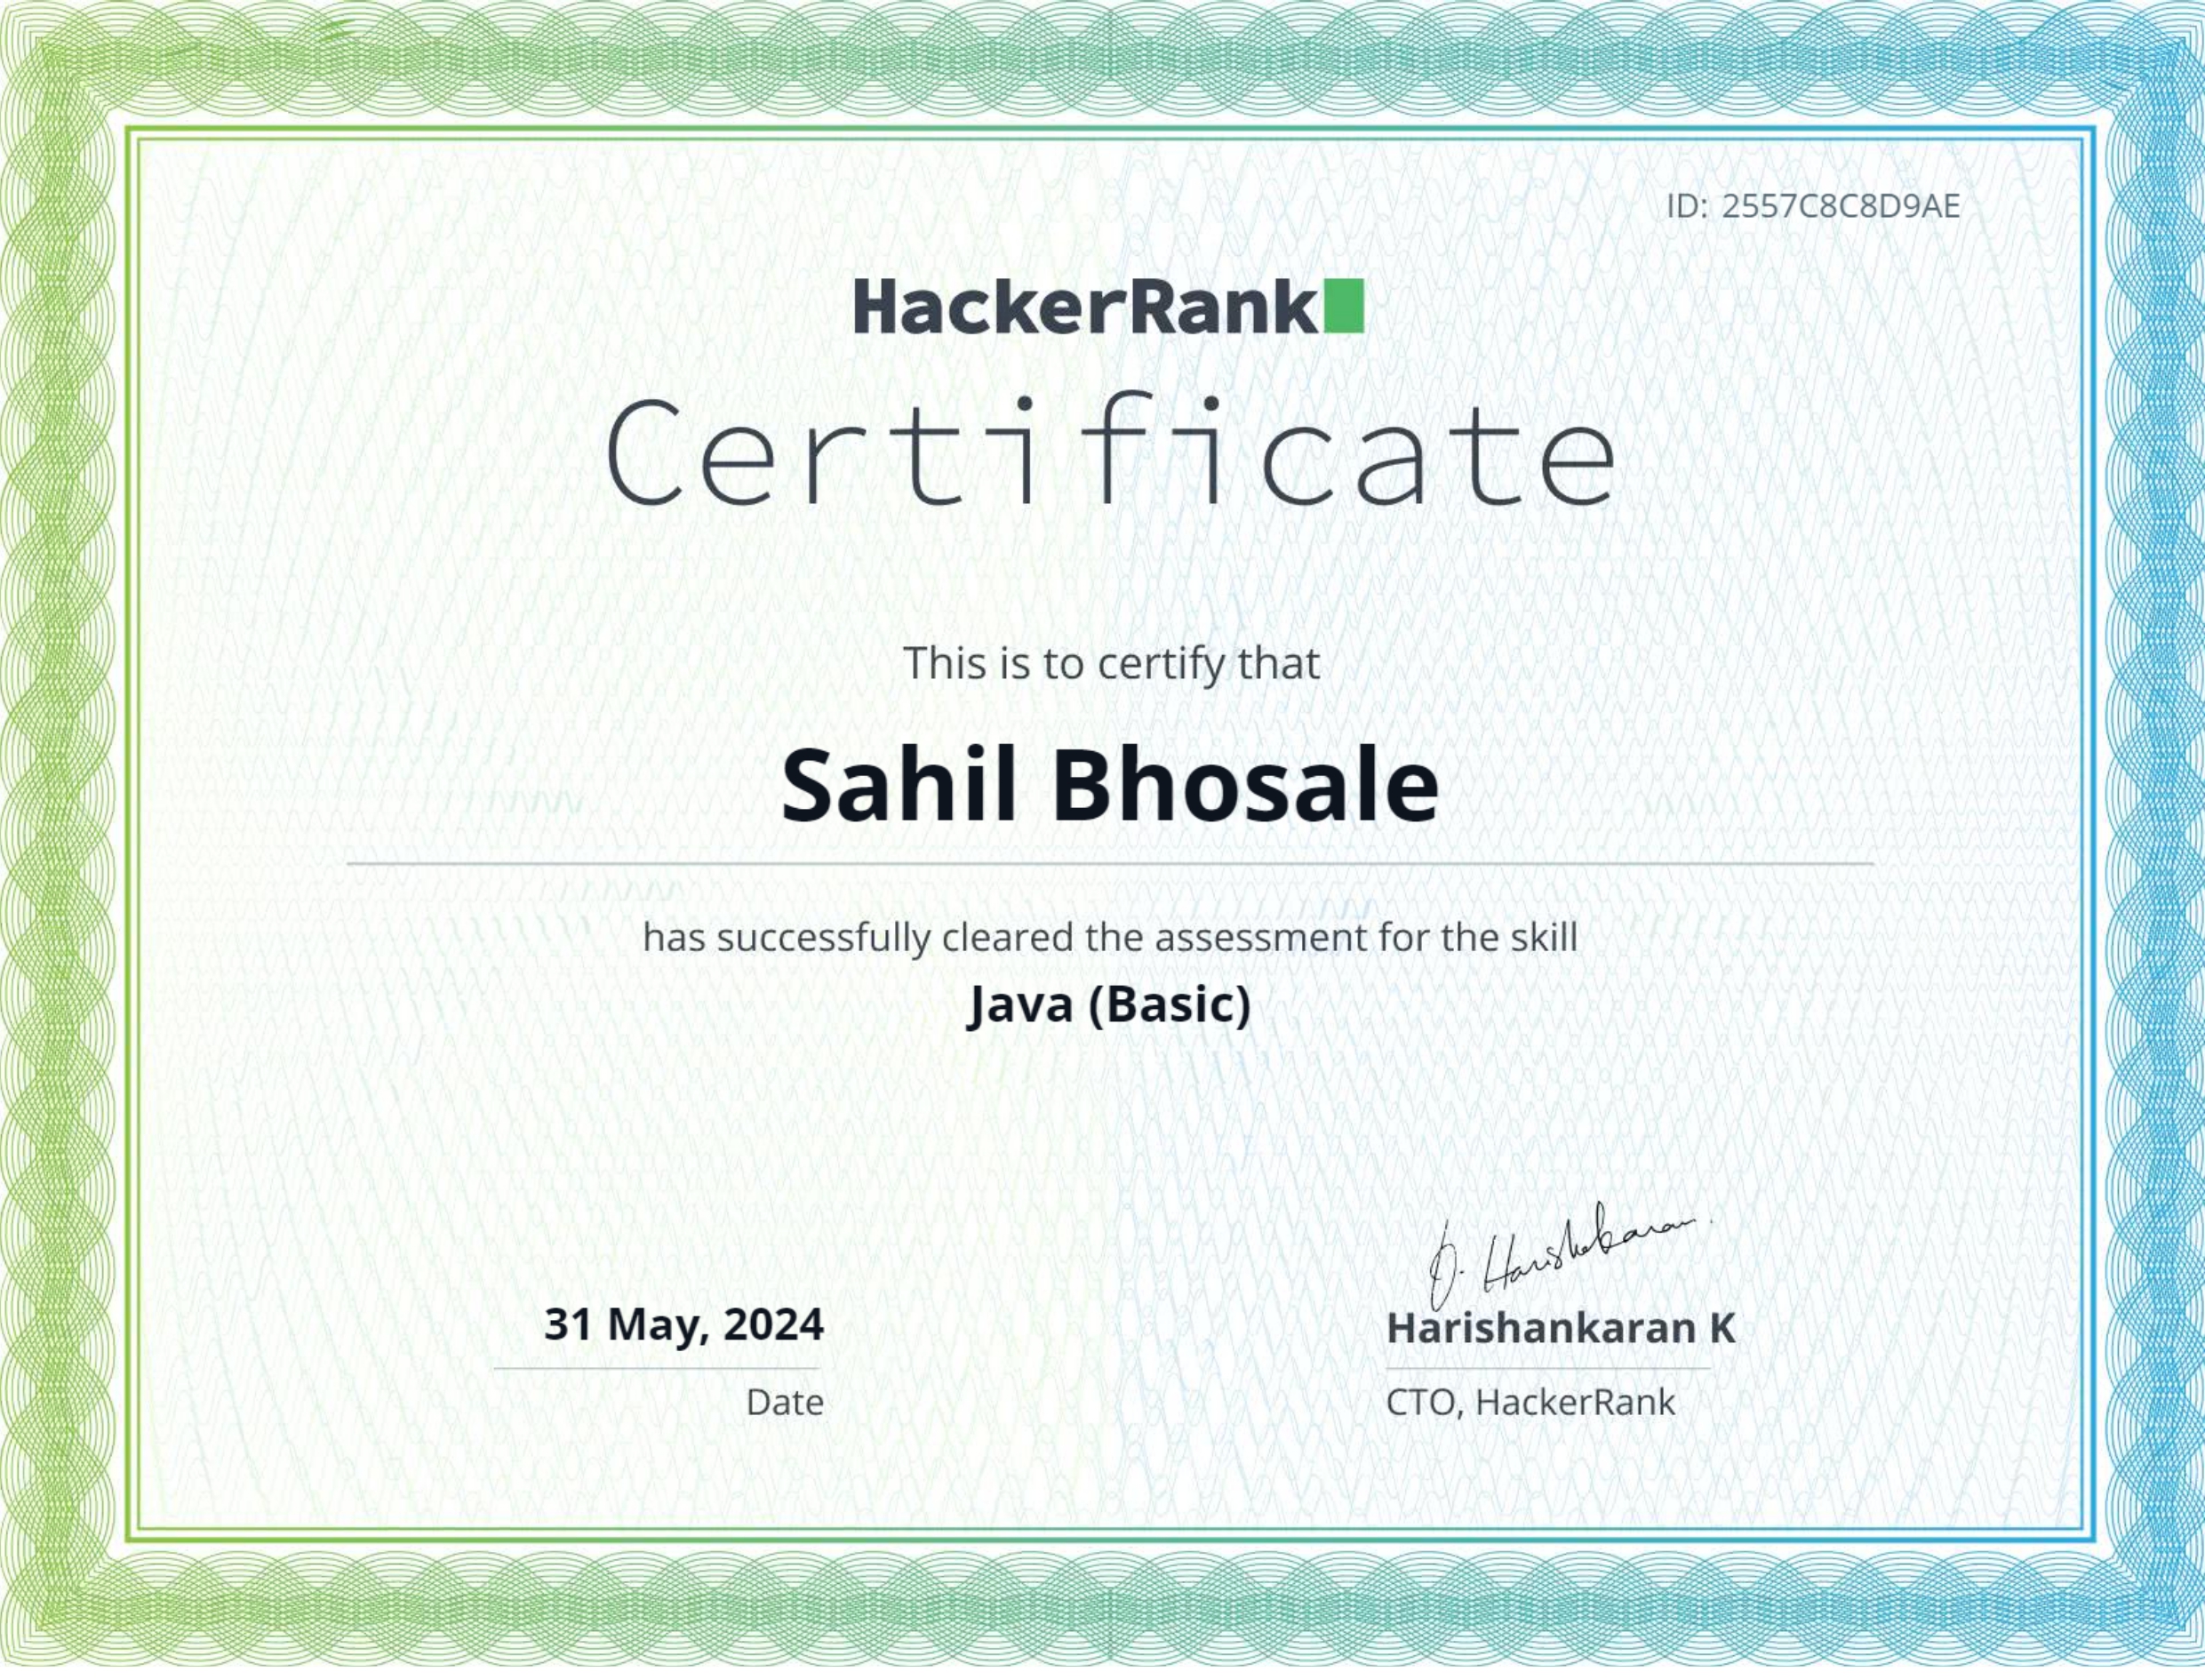 ID: 2557C8C8D9AE
HackerRank
Certificate
This is to certify that
Sahil Bhosale
has successfully cleared the assessment for the skill
Java (Basic)
31 May, 2024
Date
Harishankaran K
CTO, HackerRank